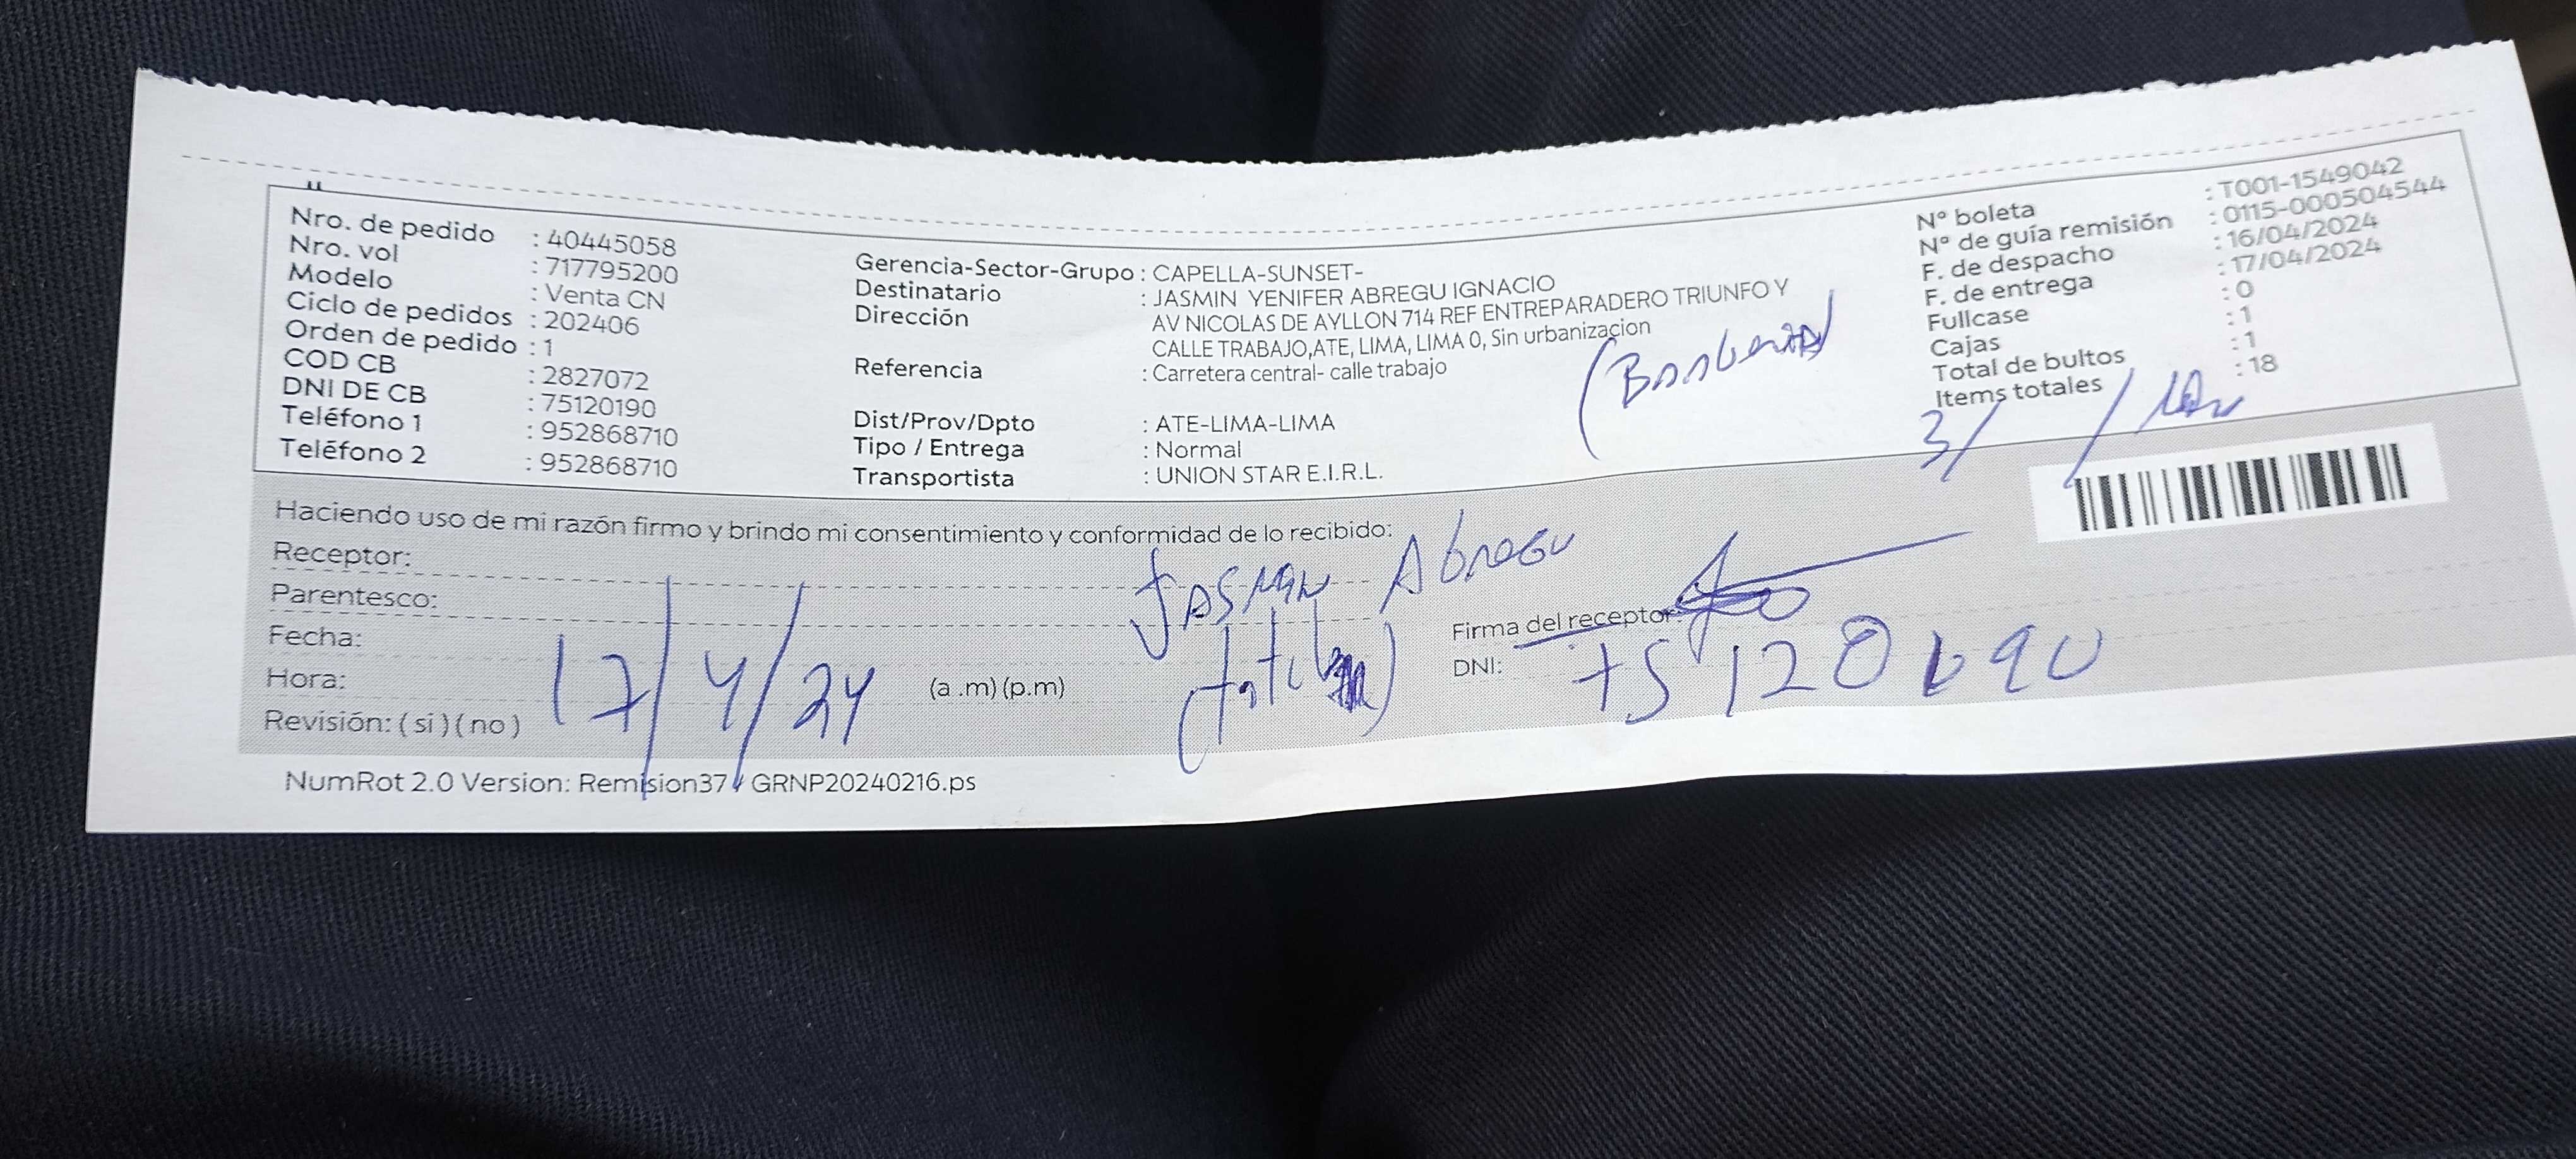 Nro. de pedido : 40445058
Nro. vol : 717795200
Modelo : Venta CN
Ciclo de pedidos : 202406
Orden de pedido : 1
COD CB : 2827072
DNI DE CB : 75120190
Teléfono 1 : 952868710
Teléfono 2 : 952868710
Gerencia-Sector-Grupo : CAPELLA-SUNSET-
Destinatario : JASMIN YENIFER ABREGU IGNACIO
Dirección AV NICOLAS DE AYLLON 714 REF ENTREPARADERO TRIUNFO Y
CALLE TRABAJO,ATE, LIMA, LIMA 0, Sin urbanizacion
Referencia : Carretera central- calle trabajo
Dist/Prov/Dpto : ATE-LIMA-LIMA
Tipo / Entrega : Normal
Transportista : UNION STAR E.I.R.L.
N° boleta : T001-1549042
N° de guía remisión : 0115-000504544
F. de despacho : 16/04/2024
F. de entrega : 17/04/2024
Fullcase : 0
Cajas : 1
Total de bultos : 1
Items totales : 18
3/ /
Haciendo uso de mi razón firmo y brindo mi consentimiento y conformidad de lo recibido:
Receptor: Jasmin Abregu
Parentesco: (titular)
Fecha: 17/4/24
Hora: (a .m) (p.m)
Revisión: ( si ) ( no )
Firma del receptor:
DNI: 75120190
NumRot 2.0 Version: Remision37 / GRNP20240216.ps